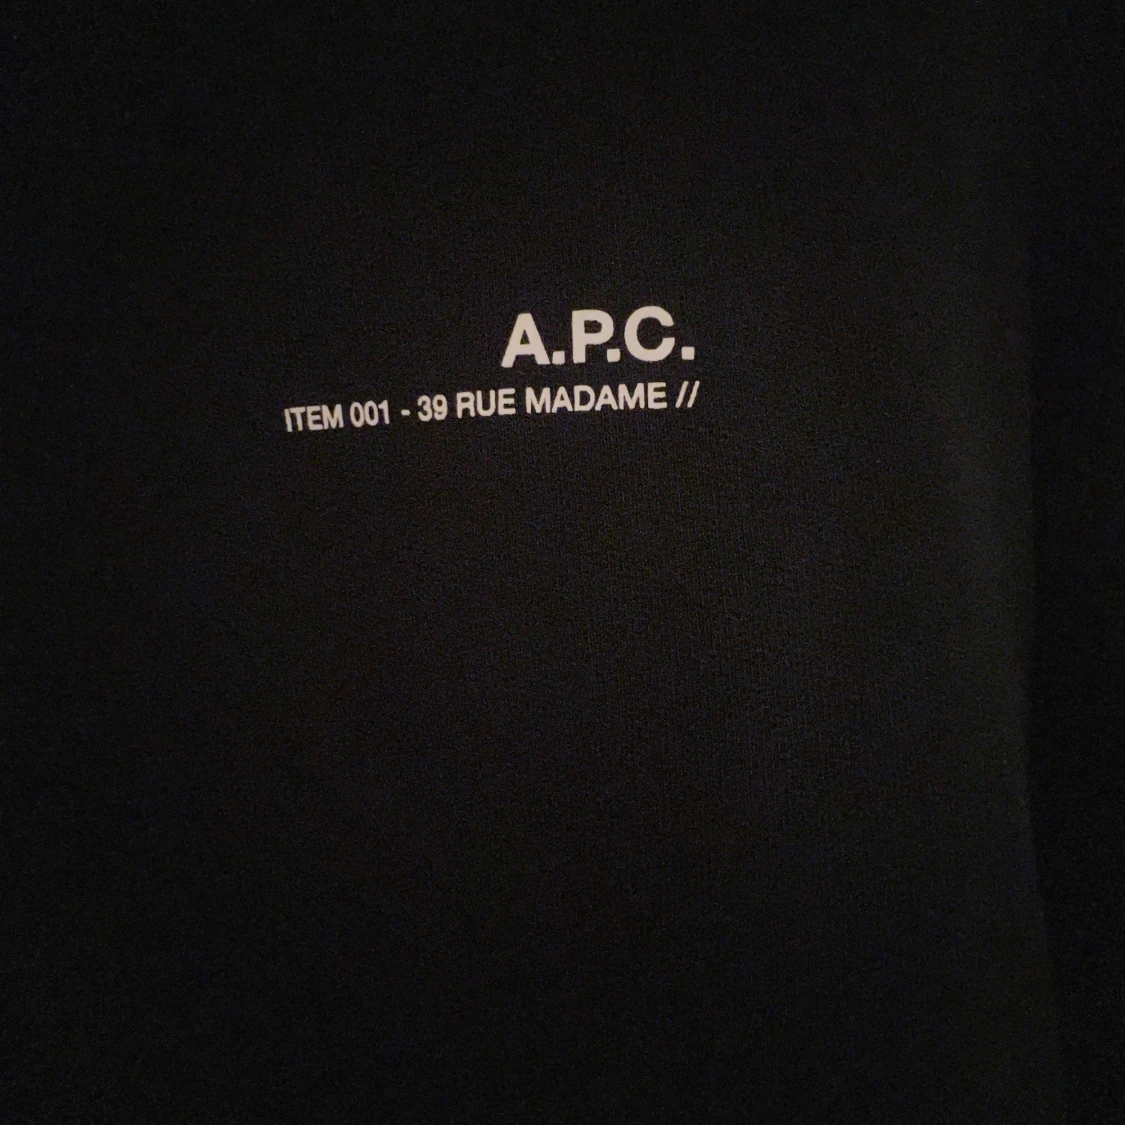 A.P.C.
ITEM 001 - 39 RUE MADAME //